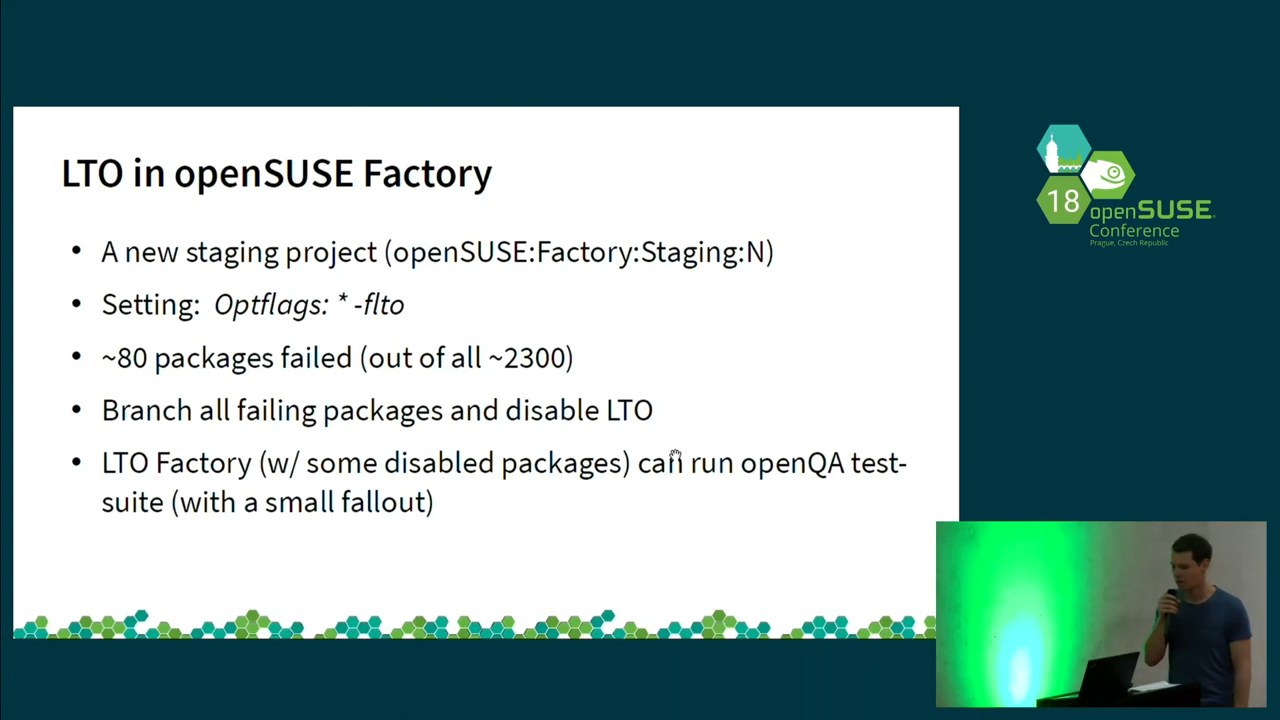 LTO in openSUSE Factory
• A new staging project (openSUSE:Factory:Staging:N)
• Setting: Optflags: * -flto
• ~80 packages failed (out of all ~2300)
• Branch all failing packages and disable LTO
• LTO Factory (w/ some disabled packages) can run openQA test-
suite (with a small fallout)
18
openSUSE
Conference
Prague, Czech Republic